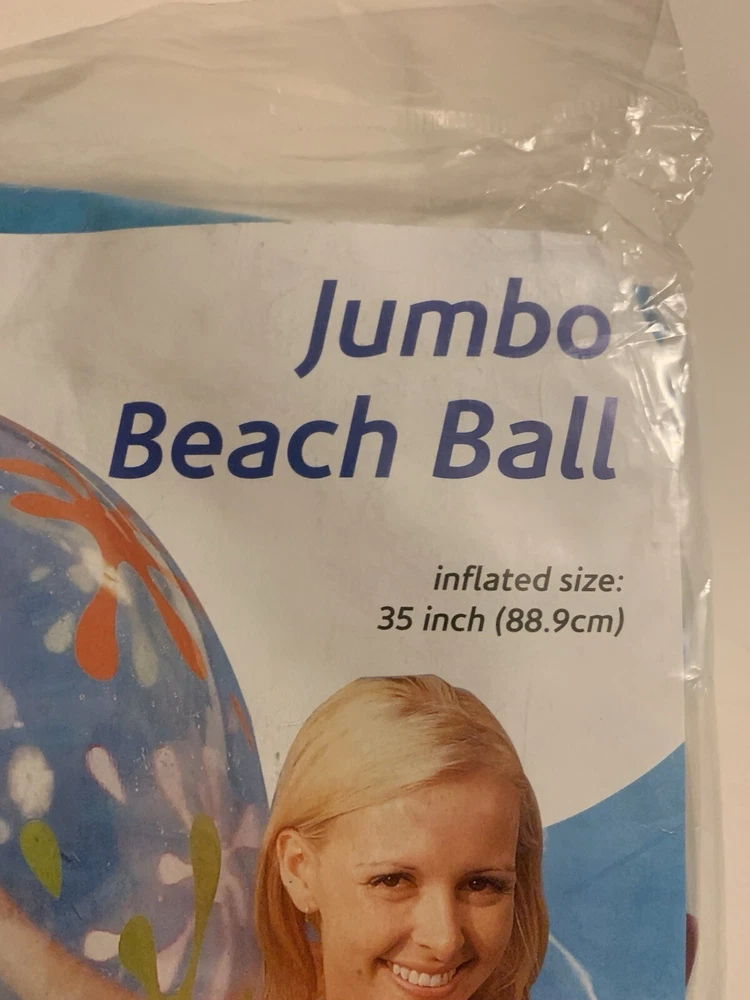 Jumbo
Beach Ball
inflated size:
35 inch (88.9cm)